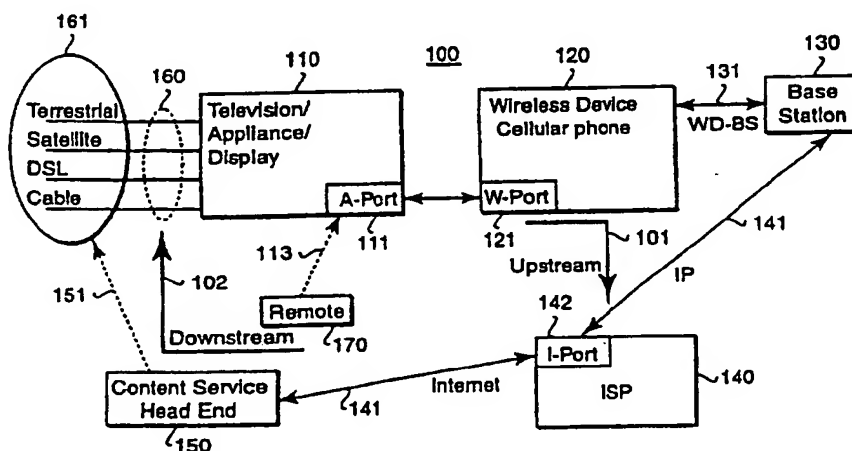 161
160
110
100
120
130
131
Terrestrial
Satellite
DSL
Cable
Television/
Appliance/
Display
A-Port
111
Wireless Device
Cellular phone
W-Port
121
WD-BS
Base
Station
101
141
IP
Upstream
113
102
151
Remote
170
Downstream
142
I-Port
ISP
140
Internet
141
Content Service
Head End
150